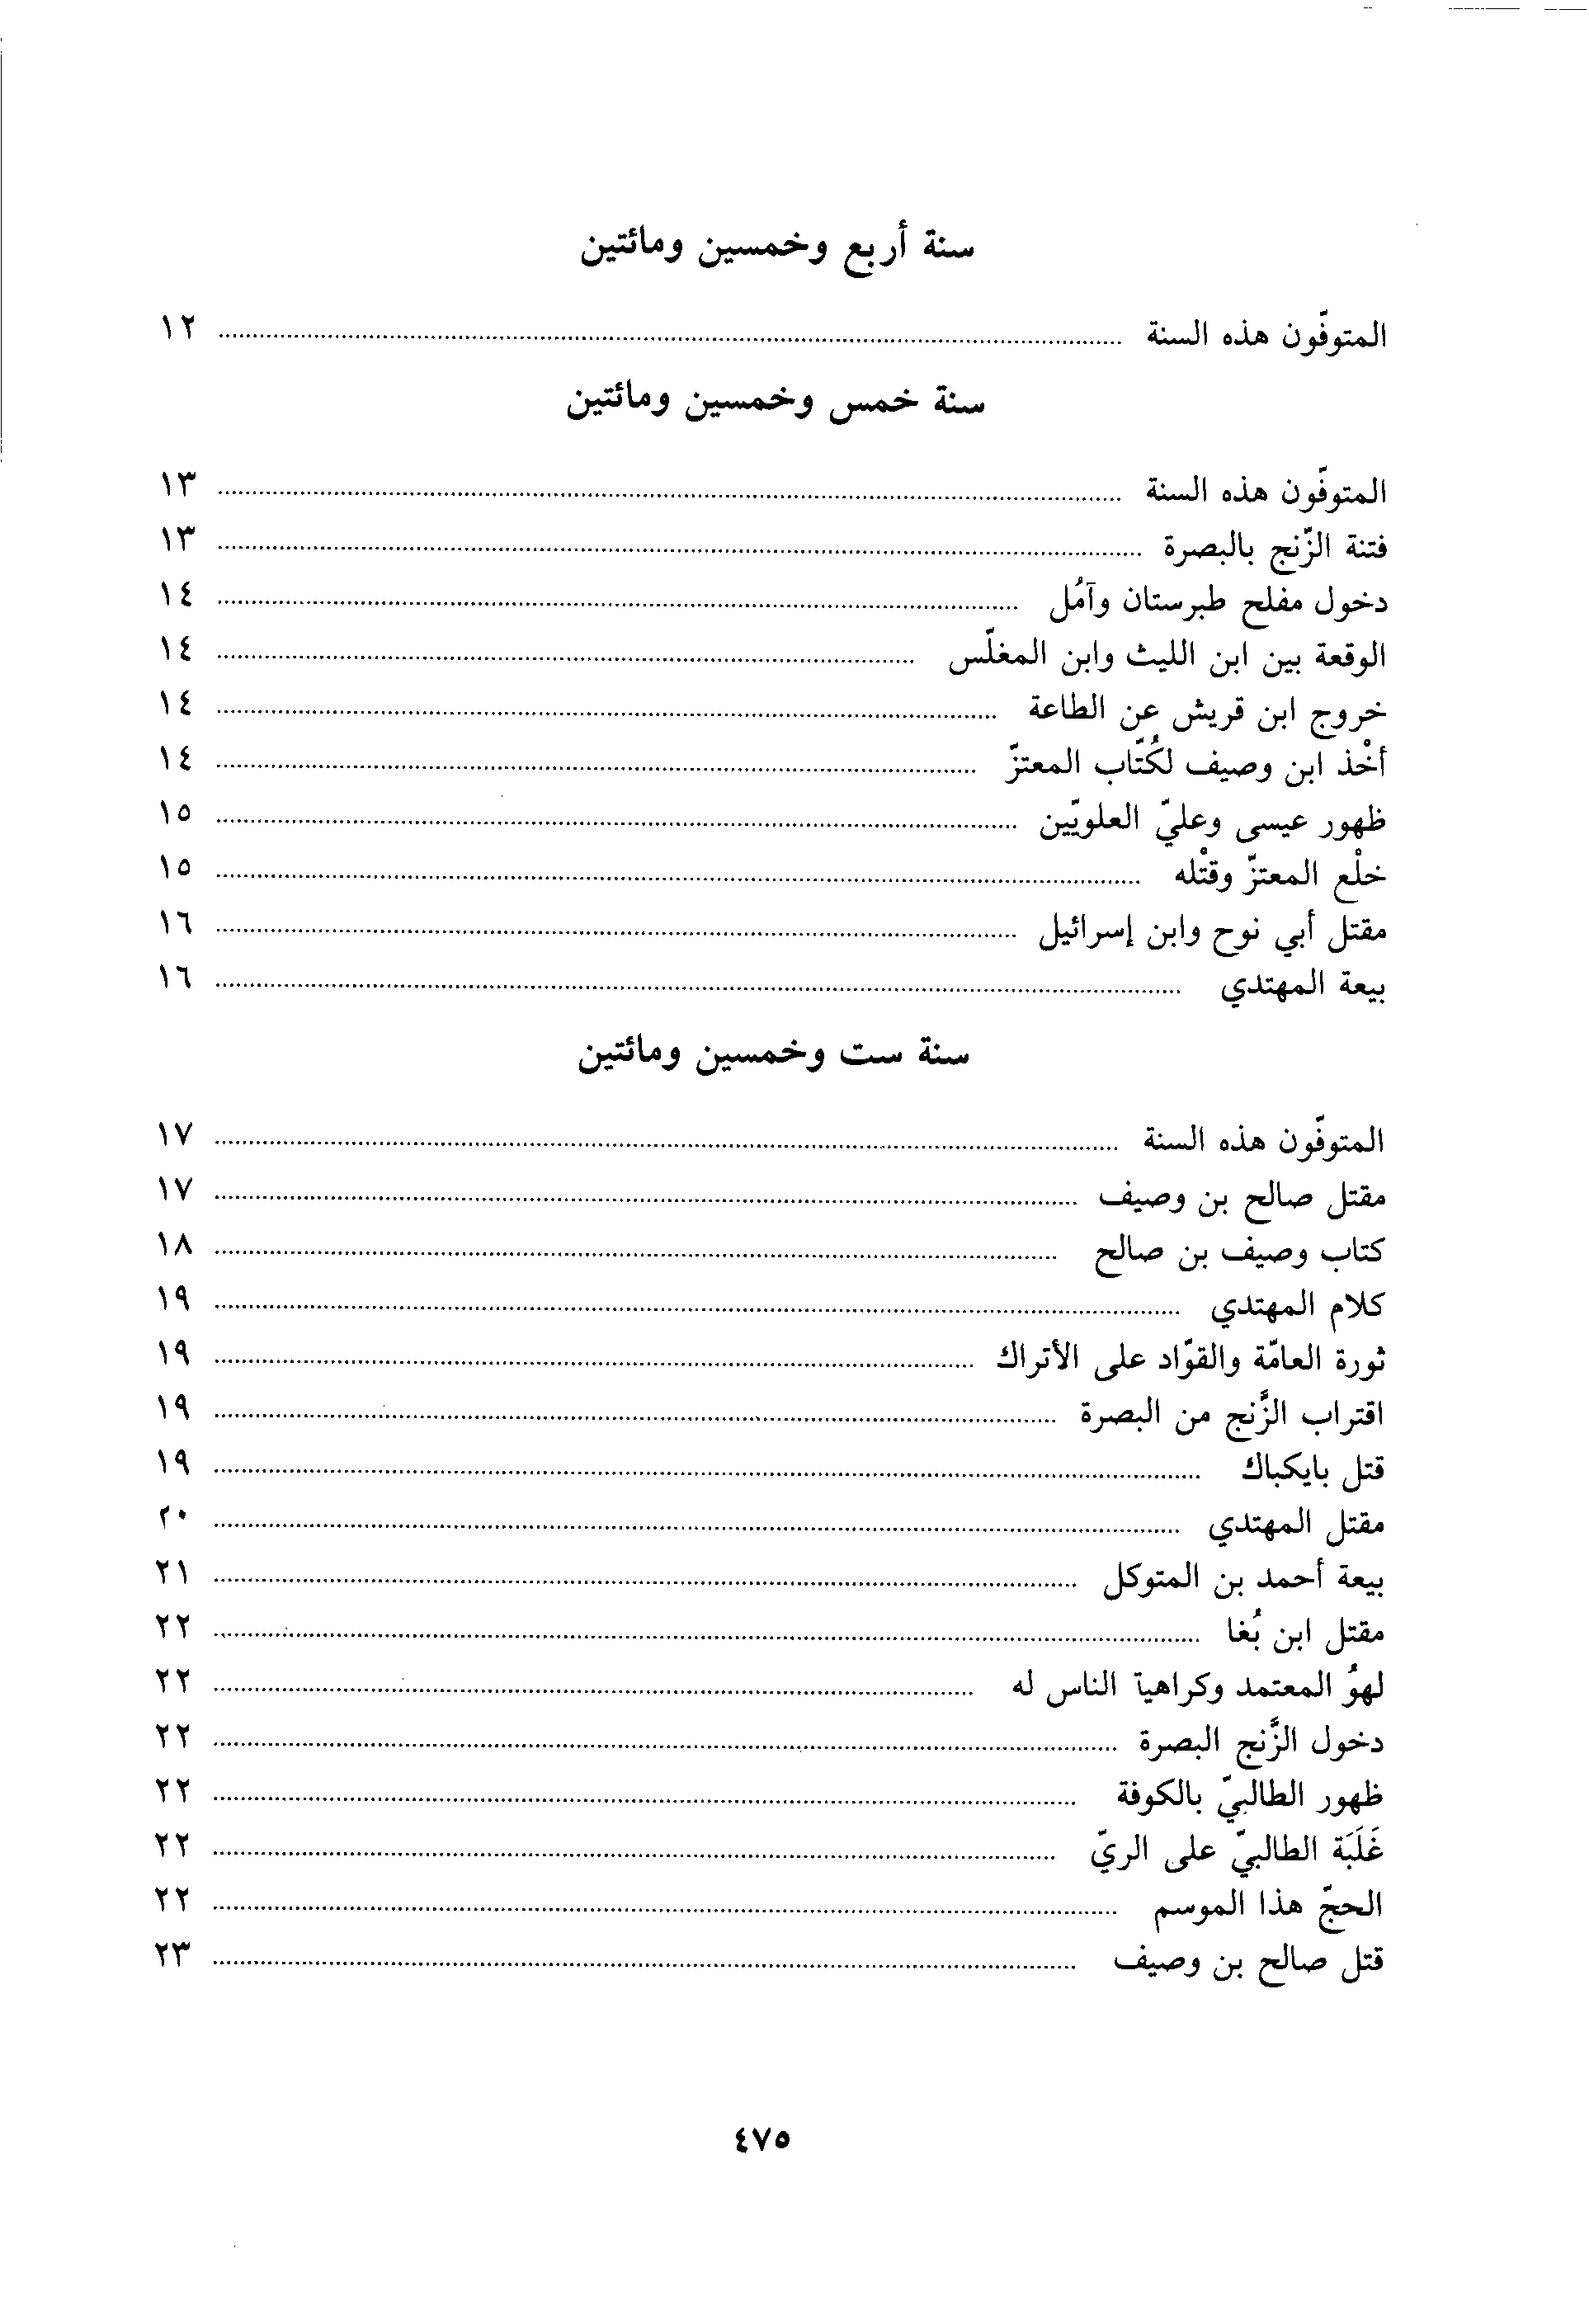 سنة أربع وخمسين ومائتين
المتوفّون هذه السنة ........ ١٢
سنة خمس وخمسين ومائتين
المتوفّون هذه السنة ........ ١٣
فتنة الزّنج بالبصرة ........ ١٣
دخول مفلح طبرستان وآمُل ........ ١٤
الوقعة بين ابن الليث وابن المغلّس ........ ١٤
خروج ابن قريش عن الطاعة ........ ١٤
أخْذ ابن وصيف لكُتّاب المعتزّ ........ ١٤
ظهور عيسى وعليّ العلويّين ........ ١٥
خلْع المعتزّ وقتْله ........ ١٥
مقتل أبي نوح وابن إسرائيل ........ ١٦
بيعة المهتدي ........ ١٦
سنة ست وخمسين ومائتين
المتوفّون هذه السنة ........ ١٧
مقتل صالح بن وصيف ........ ١٧
كتاب وصيف بن صالح ........ ١٨
كلام المهتدي ........ ١٩
ثورة العامّة والقوّاد على الأتراك ........ ١٩
اقتراب الزَّنج من البصرة ........ ١٩
قتل بايكباك ........ ١٩
مقتل المهتدي ........ ٢٠
بيعة أحمد بن المتوكل ........ ٢١
مقتل ابن بُغا ........ ٢٢
لهوُ المعتمد وكراهية الناس له ........ ٢٢
دخول الزَّنج البصرة ........ ٢٢
ظهور الطالبيّ بالكوفة ........ ٢٢
غَلَبَة الطالبيّ على الريّ ........ ٢٢
الحجّ هذا الموسم ........ ٢٢
قتل صالح بن وصيف ........ ٢٣
٤٧٥